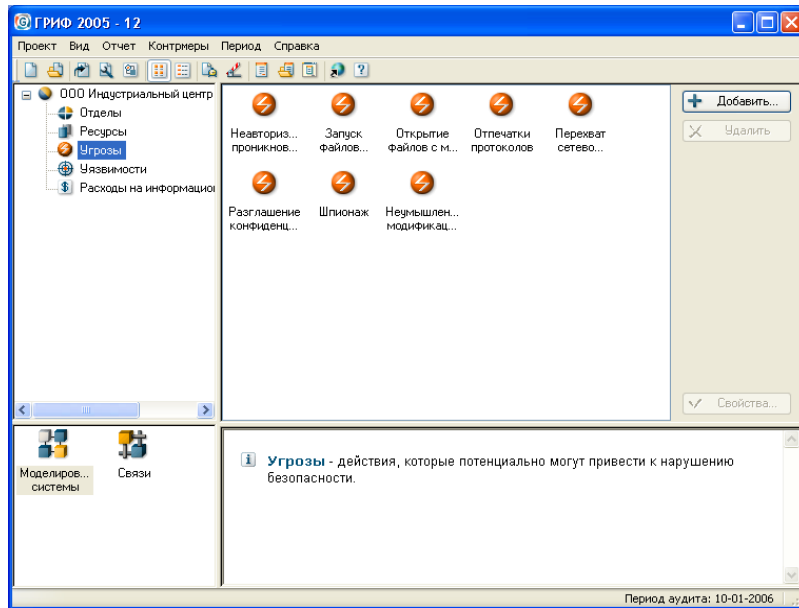 ГРИФ 2005 - 12
Проект Вид Отчет Контрмеры Период Справка
ООО Индустриальный центр
Отделы
Ресурсы
Угрозы
Уязвимости
Расходы на информацион
Неавториз...
проникнов...
Запуск
файлов...
Открытие
файлов с м...
Отпечатки
протоколов
Перехват
сетево...
Разглашение
конфиденц...
Шпионаж
Неумышлен...
модификац...
Добавить...
Удалить
Свойства...
Моделиров...
системы
Связи
Угрозы - действия, которые потенциально могут привести к нарушению
безопасности.
Период аудита: 10-01-2006